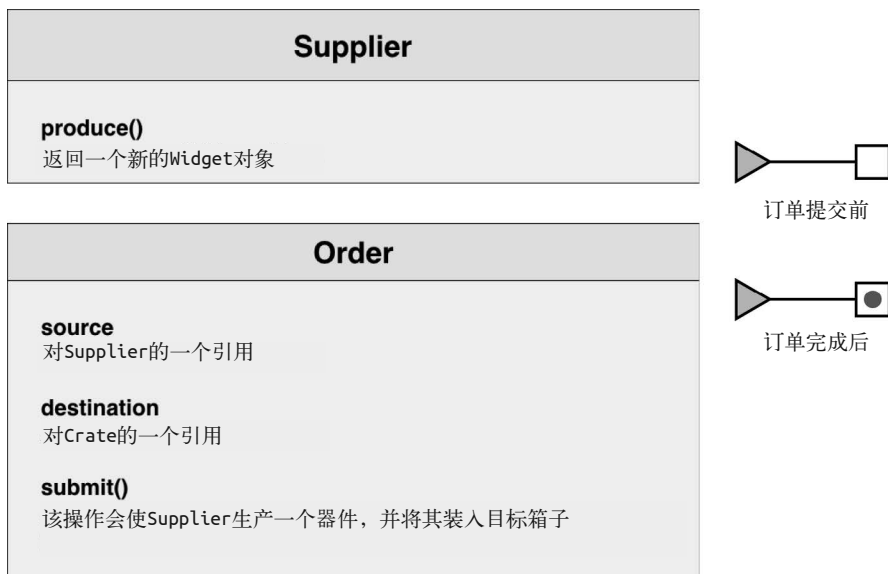 Supplier
produce()
返回一个新的Widget对象
订单提交前
Order
source
对Supplier的一个引用
destination
对Crate的一个引用
submit()
该操作会使Supplier生产一个器件，并将其装入目标箱子
订单完成后